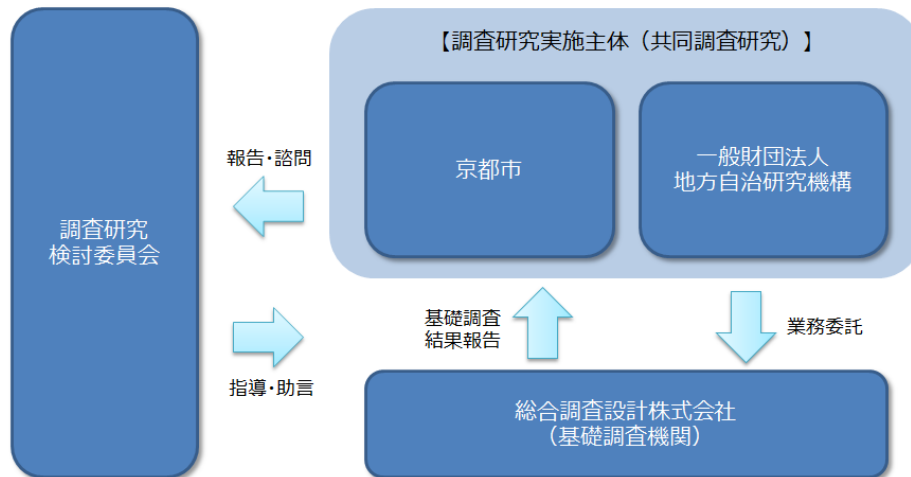 【調査研究実施主体（共同調査研究）】
京都市
一般財団法人
地方自治研究機構
報告・諮問
調査研究
検討委員会
指導・助言
基礎調査
結果報告
業務委託
総合調査設計株式会社
（基礎調査機関）